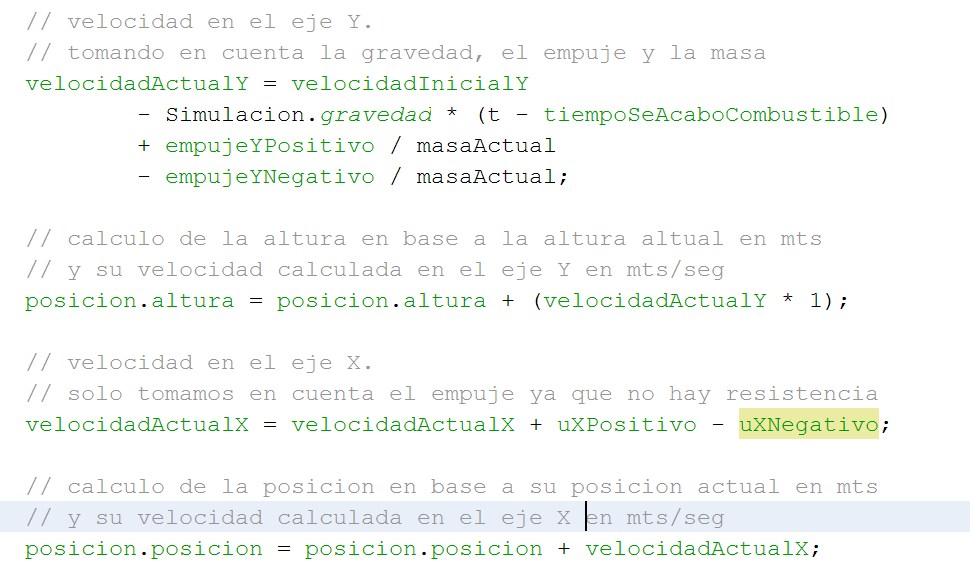 // velocidad en el eje Y.
// tomando en cuenta la gravedad, el empuje y la masa
velocidadActualY = velocidadInicialY
- Simulacion.gravedad * (t - tiempoSeAcaboCombustible)
+ empujeYPositivo / masaActual
- empujeYNegativo / masaActual;
// calculo de la altura en base a la altura altual en mts
// y su velocidad calculada en el eje Y en mts/seg
posicion.altura = posicion.altura + (velocidadActualY * 1);
// velocidad en el eje X.
// solo tomamos en cuenta el empuje ya que no hay resistencia
velocidadActualX = velocidadActualX + uXPositivo - uXNegativo;
// calculo de la posicion en base a su posicion actual en mts
// y su velocidad calculada en el eje X en mts/seg
posicion.posicion = posicion.posicion + velocidadActualX;